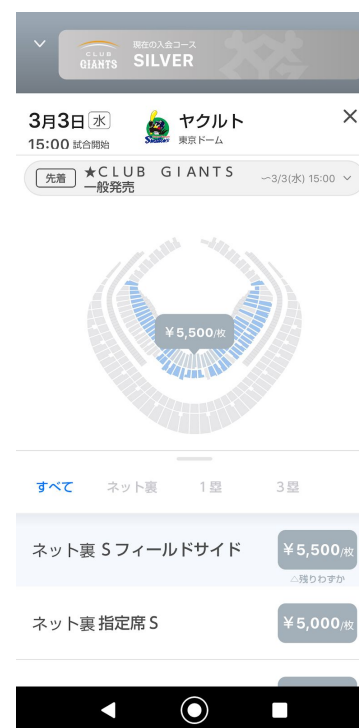 CLUB
GIANTS
現在の入会コース
SILVER
3月3日 水
ヤクルト
15:00 試合開始
Swallows
東京ドーム
先着
★CLUB GIANTS
一般発売
〜3/3(水) 15:00
¥5,500/枚
すべて
ネット裏
1塁
3塁
ネット裏 Sフィールドサイド
¥5,500/枚
△残りわずか
ネット裏 指定席S
¥5,000/枚